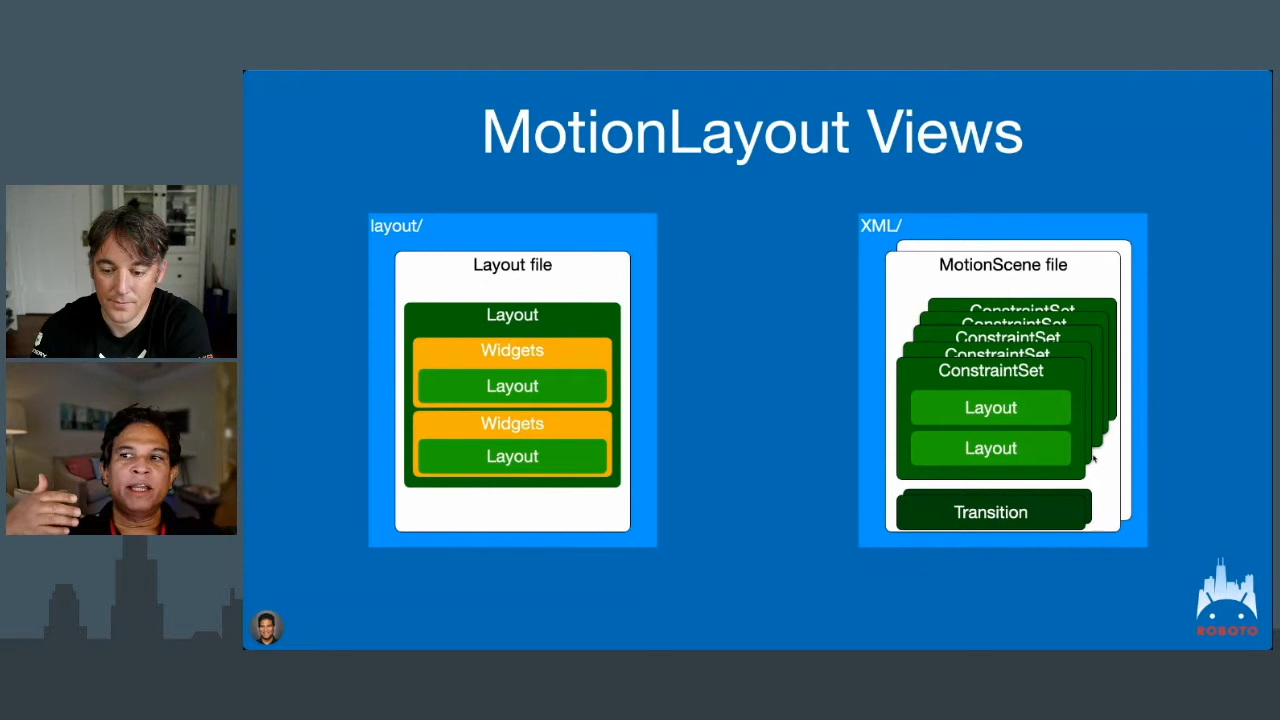 MotionLayout Views
layout/
Layout file
Layout
Widgets
Layout
Widgets
Layout
XML/
MotionScene file
ConstraintSet
ConstraintSet
ConstraintSet
ConstraintSet
ConstraintSet
Layout
Layout
Transition
ROBOTO